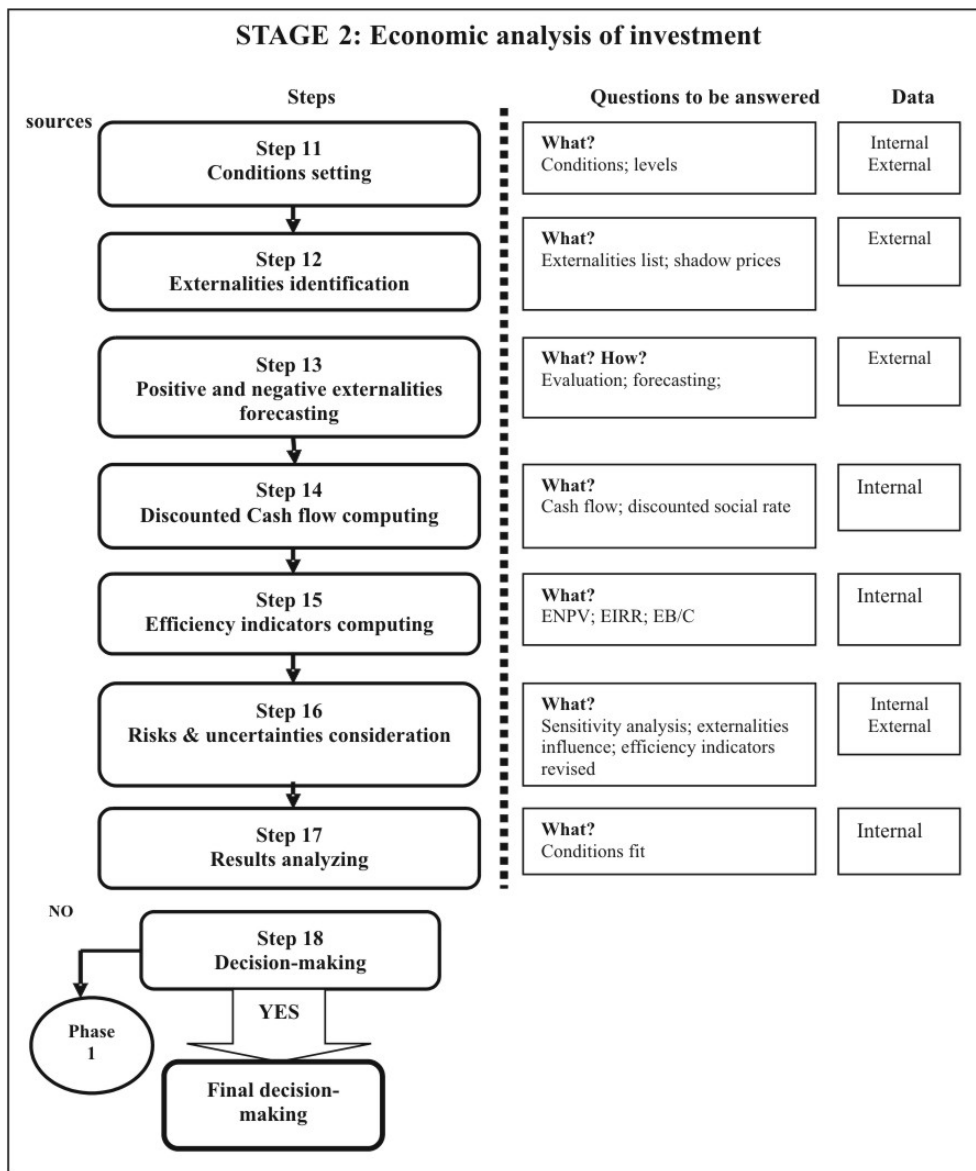 STAGE 2: Economic analysis of investment
Steps
Questions to be answered
Data
sources
Step 11
Conditions setting
What?
Conditions; levels
Internal
External
Step 12
Externalities identification
What?
Externalities list; shadow prices
External
Step 13
Positive and negative externalities
forecasting
What? How?
Evaluation; forecasting;
External
Step 14
Discounted Cash flow computing
What?
Cash flow; discounted social rate
Internal
Step 15
Efficiency indicators computing
What?
ENPV; EIRR; EB/C
Internal
Step 16
Risks & uncertainties consideration
What?
Sensitivity analysis; externalities
influence; efficiency indicators
revised
Internal
External
Step 17
Results analyzing
What?
Conditions fit
Internal
NO
Step 18
Decision-making
YES
Phase
1
Final decision-
making